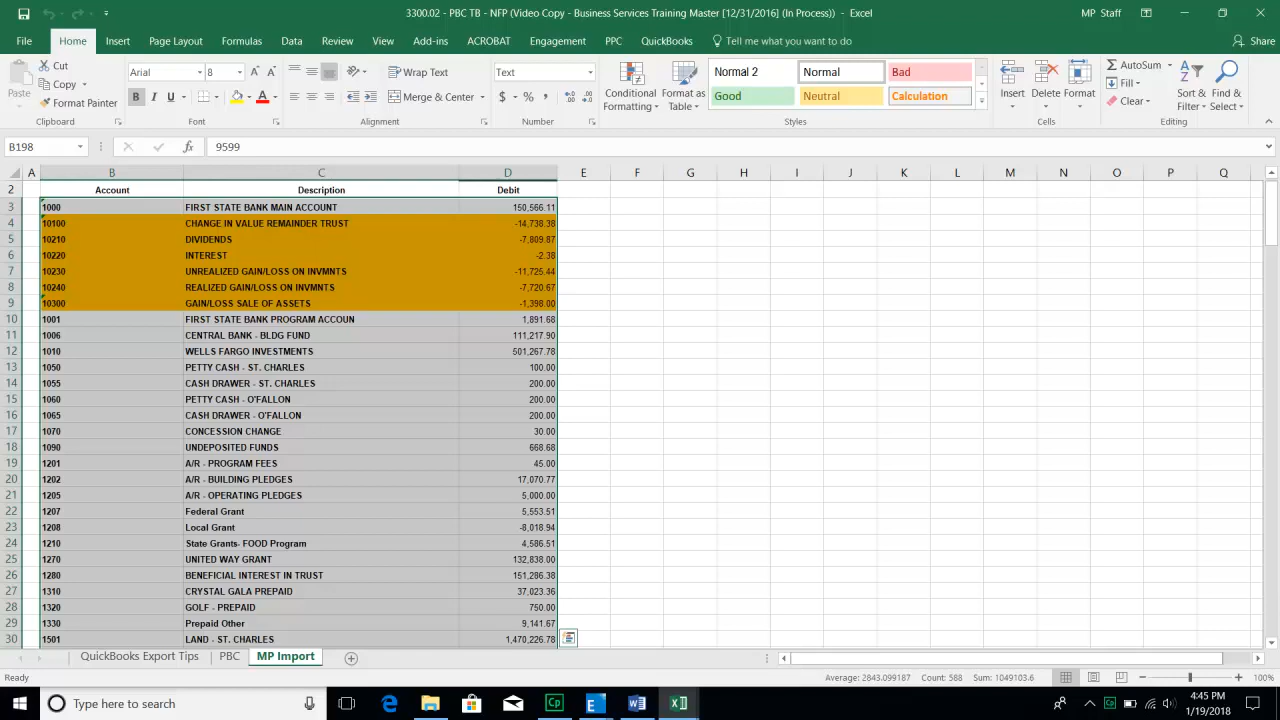 3300.02 - PBC TB - NFP (Video Copy - Business Services Training Master [12/31/2016] (In Process)) - Excel
MP Staff
File Home Insert Page Layout Formulas Data Review View Add-ins ACROBAT Engagement PPC QuickBooks Tell me what you want to do Share
Paste
Cut
Copy
Format Painter
Clipboard
Arial 8
B I U
Font
Wrap Text
Merge & Center
Alignment
Text
$ % ,
Number
Conditional Formatting
Format as Table
Normal 2 Normal Bad
Good Neutral Calculation
Styles
Insert Delete Format
Cells
AutoSum
Fill
Clear
Sort & Filter
Find & Select
Editing
B198 fx 9599
A B C D E F G H I J K L M N O P Q
2 Account Description Debit
3 1000 FIRST STATE BANK MAIN ACCOUNT 150,566.11
4 10100 CHANGE IN VALUE REMAINDER TRUST -14,738.38
5 10210 DIVIDENDS -7,809.87
6 10220 INTEREST -2.38
7 10230 UNREALIZED GAIN/LOSS ON INVMNTS -11,725.44
8 10240 REALIZED GAIN/LOSS ON INVMNTS -7,720.67
9 10300 GAIN/LOSS SALE OF ASSETS -1,398.00
10 1001 FIRST STATE BANK PROGRAM ACCOUN 1,891.68
11 1006 CENTRAL BANK - BLDG FUND 111,217.90
12 1010 WELLS FARGO INVESTMENTS 501,267.78
13 1050 PETTY CASH - ST. CHARLES 100.00
14 1055 CASH DRAWER - ST. CHARLES 200.00
15 1060 PETTY CASH - O'FALLON 200.00
16 1065 CASH DRAWER - O'FALLON 200.00
17 1070 CONCESSION CHANGE 30.00
18 1090 UNDEPOSITED FUNDS 668.68
19 1201 A/R - PROGRAM FEES 45.00
20 1202 A/R - BUILDING PLEDGES 17,070.77
21 1205 A/R - OPERATING PLEDGES 5,000.00
22 1207 Federal Grant 5,553.51
23 1208 Local Grant -8,018.94
24 1210 State Grants- FOOD Program 4,586.51
25 1270 UNITED WAY GRANT 132,838.00
26 1280 BENEFICIAL INTEREST IN TRUST 151,286.38
27 1310 CRYSTAL GALA PREPAID 37,023.36
28 1320 GOLF - PREPAID 750.00
29 1330 Prepaid Other 9,141.67
30 1501 LAND - ST. CHARLES 1,470,226.78
QuickBooks Export Tips PBC MP Import
Ready Average: 2843.099187 Count: 588 Sum: 1049103.6 100%
Type here to search
4:45 PM
1/19/2018